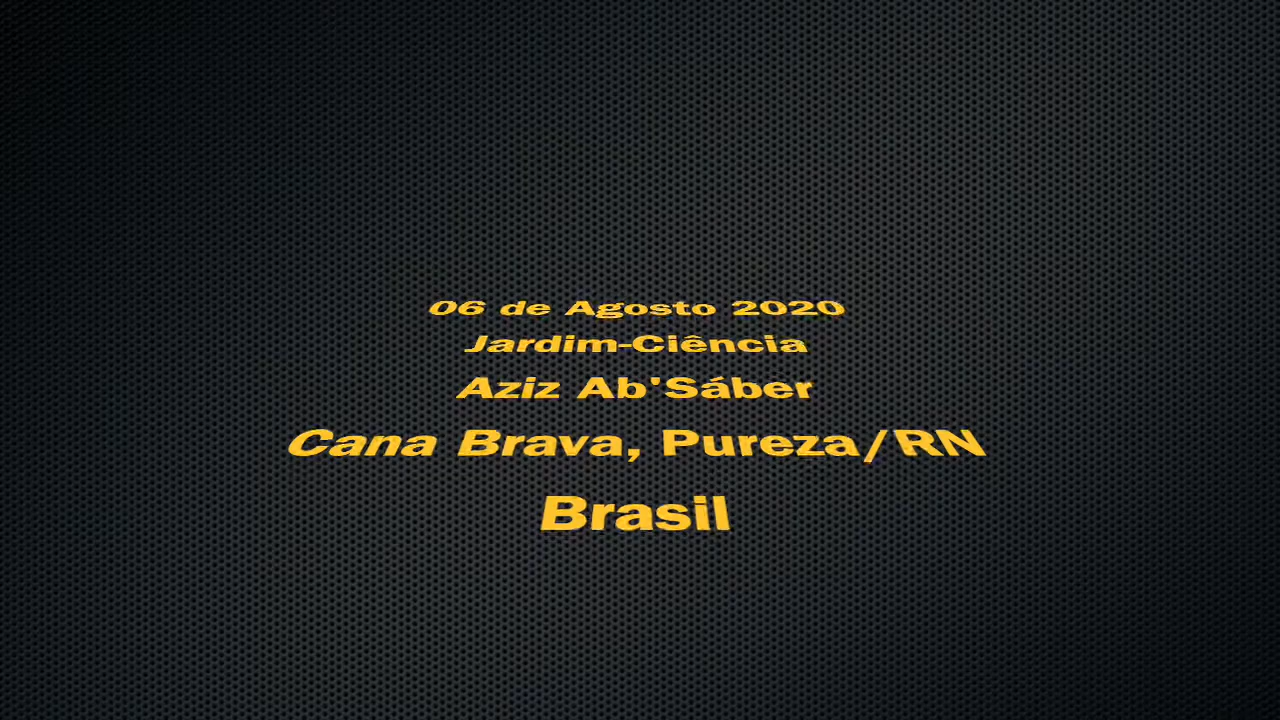 06 de Agosto 2020
Jardim-Ciência
Aziz Ab'Sáber
Cana Brava, Pureza/RN
Brasil